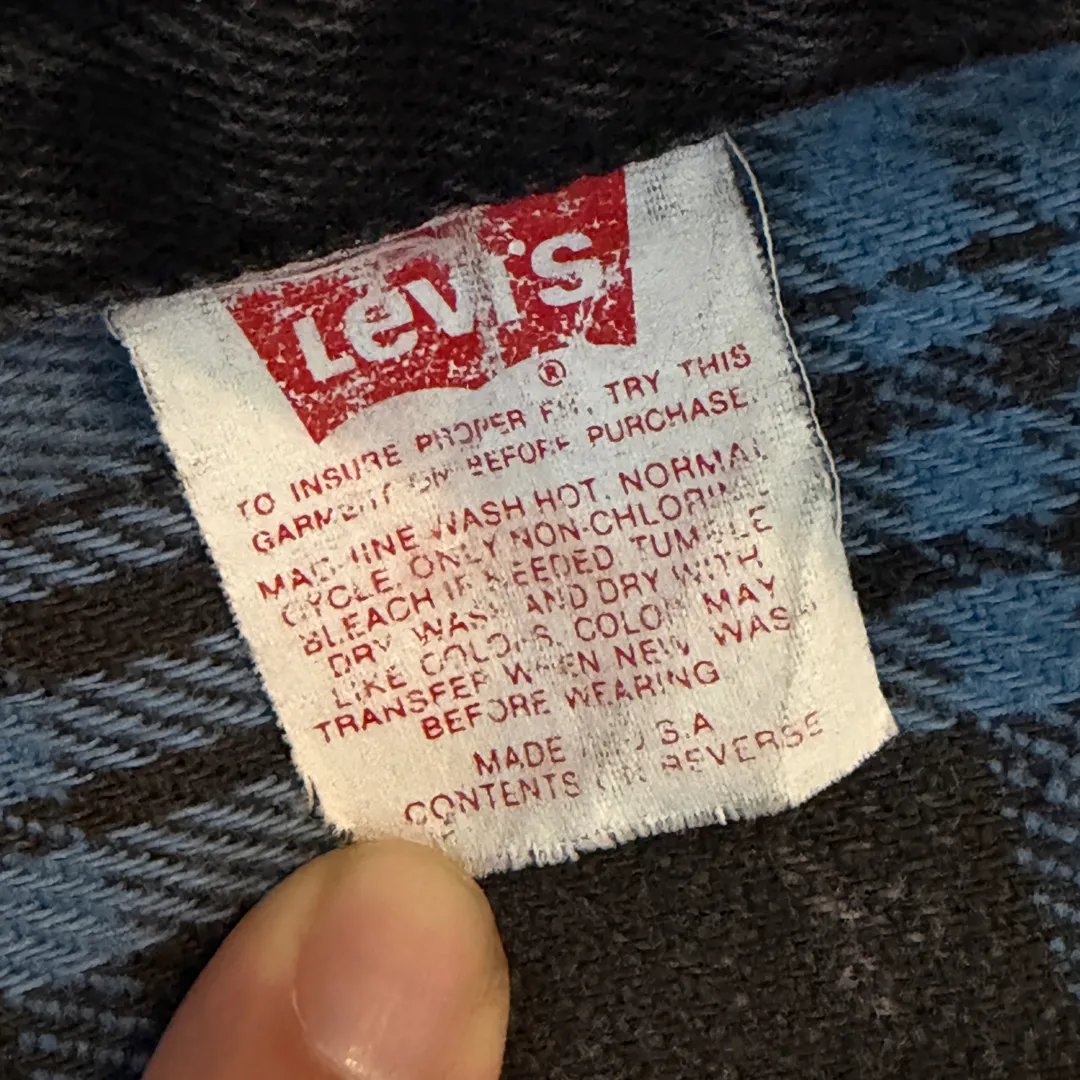 Levi's
®
TO INSURE PROPER FIT, TRY THIS
GARMENT ON BEFORE PURCHASE.
MACHINE WASH HOT, NORMAL
CYCLE. ONLY NON-CHLORINE
BLEACH IF NEEDED. TUMBLE
DRY. WASH AND DRY WITH
LIKE COLORS. COLOR MAY
TRANSFER WHEN NEW. WASH
BEFORE WEARING.
MADE IN U.S.A.
CONTENTS ON REVERSE.